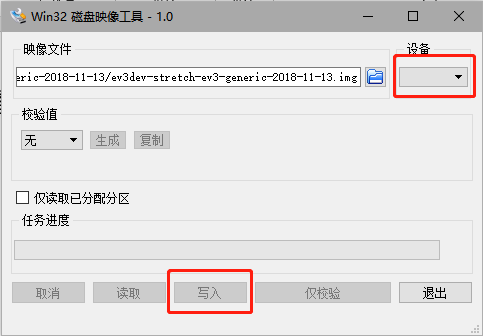 Win32 磁盘映像工具 - 1.0
映像文件
设备
eric-2018-11-13/ev3dev-stretch-ev3-generic-2018-11-13.img
校验值
无
生成
复制
仅读取已分配分区
任务进度
取消
读取
写入
仅校验
退出